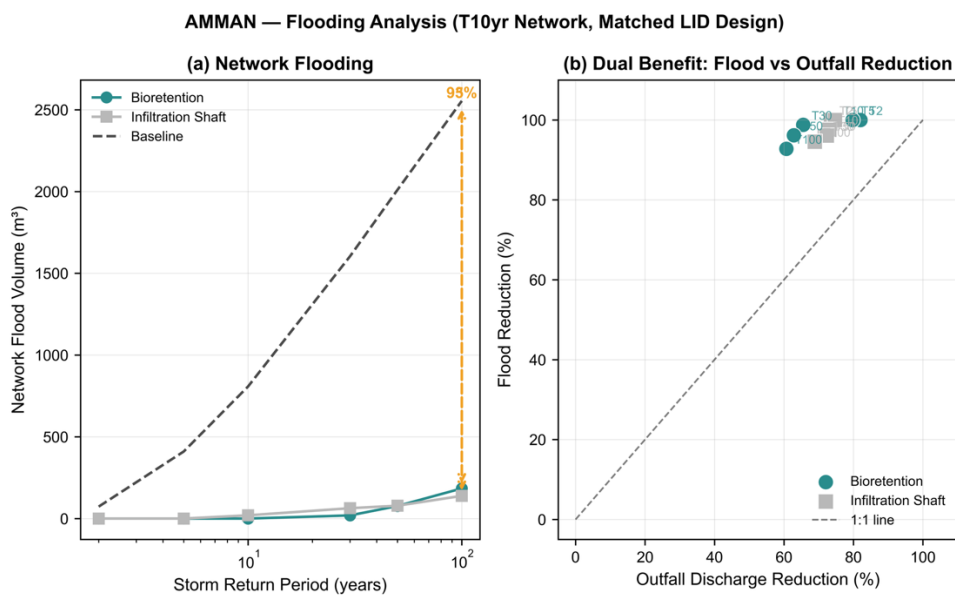 AMMAN — Flooding Analysis (T10yr Network, Matched LID Design)
(a) Network Flooding
Bioretention
Infiltration Shaft
Baseline
2500
2000
1500
1000
500
0
Network Flood Volume (m³)
10¹
10²
Storm Return Period (years)
(b) Dual Benefit: Flood vs Outfall Reduction
T30
T2
100
80
60
40
20
0
Flood Reduction (%)
Bioretention
Infiltration Shaft
1:1 line
0
20
40
60
80
100
Outfall Discharge Reduction (%)